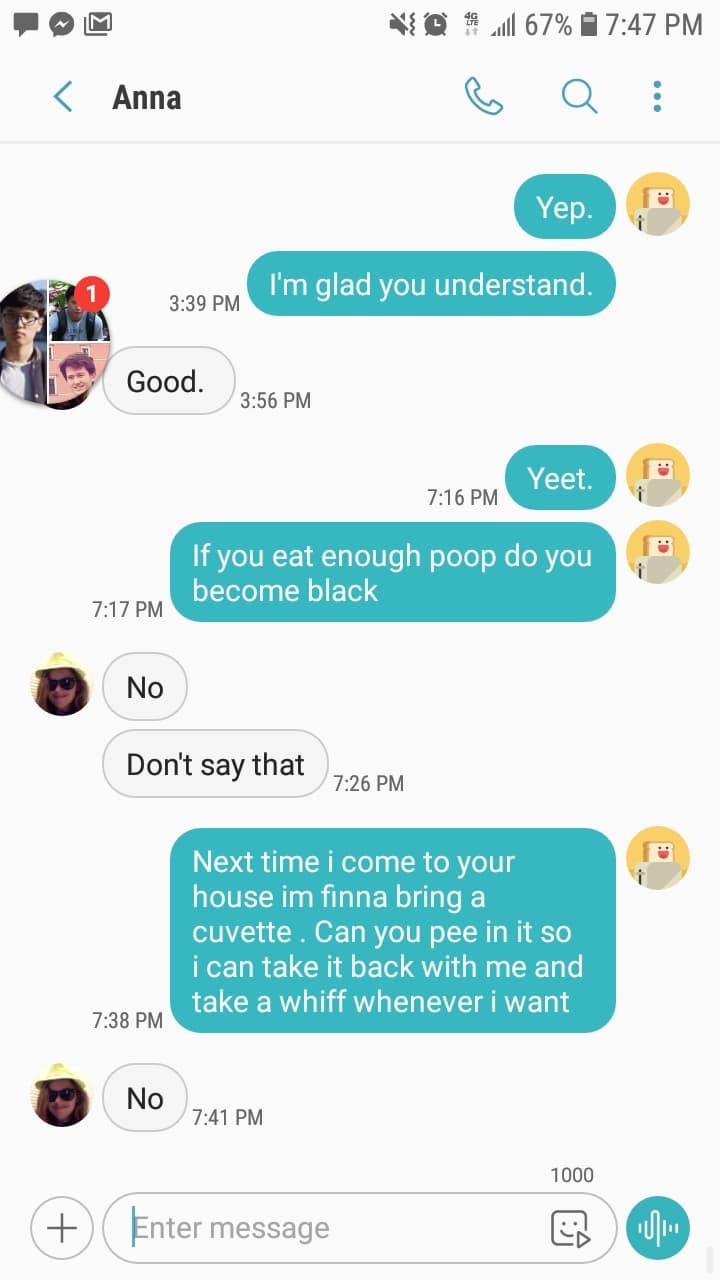 4G
LTE
67%
7:47 PM
Anna
Yep.
I'm glad you understand.
3:39 PM
1
Good.
3:56 PM
Yeet.
7:16 PM
If you eat enough poop do you
become black
7:17 PM
No
Don't say that
7:26 PM
Next time i come to your
house im finna bring a
cuvette . Can you pee in it so
i can take it back with me and
take a whiff whenever i want
7:38 PM
No
7:41 PM
1000
Enter message